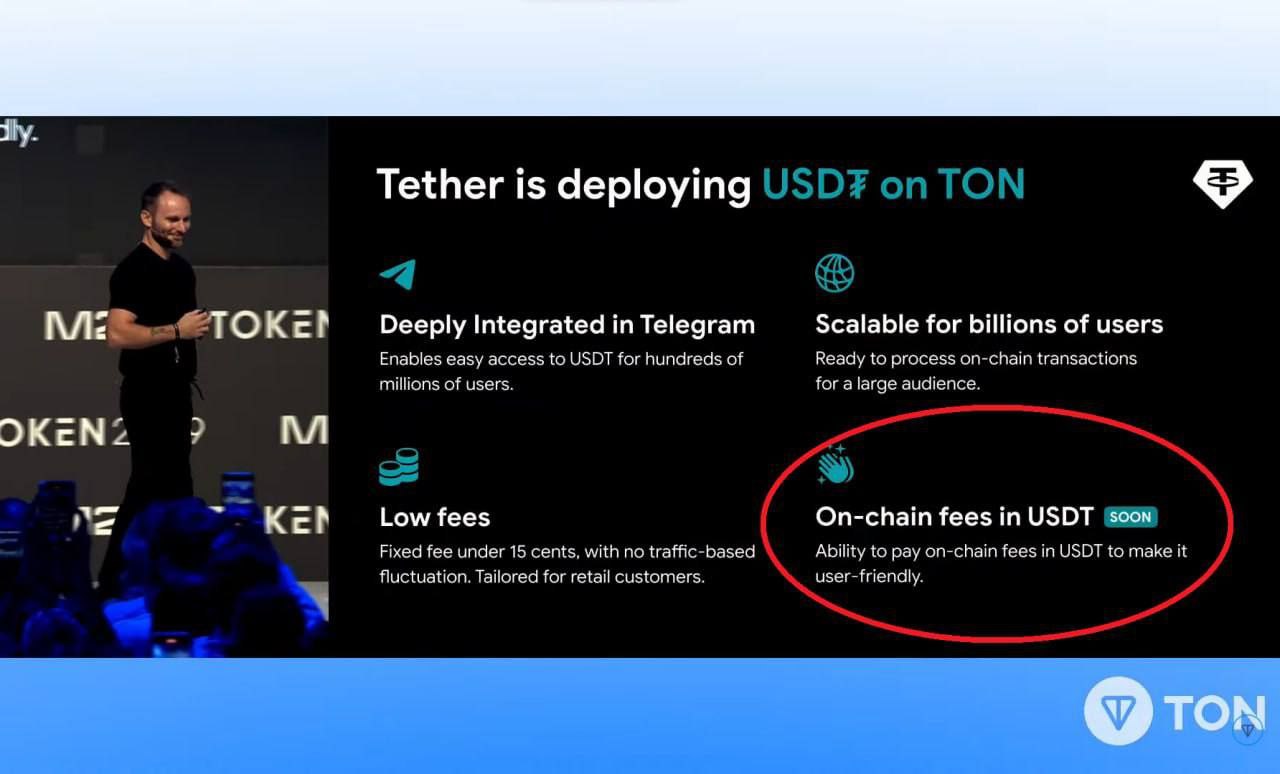 dly.
Tether is deploying USD₮ on TON
Deeply Integrated in Telegram
Enables easy access to USDT for hundreds of
millions of users.
Scalable for billions of users
Ready to process on-chain transactions
for a large audience.
Low fees
Fixed fee under 15 cents, with no traffic-based
fluctuation. Tailored for retail customers.
On-chain fees in USDT SOON
Ability to pay on-chain fees in USDT to make it
user-friendly.
M2 TOKEN
OKEN2 9 M
2 KEN
TON